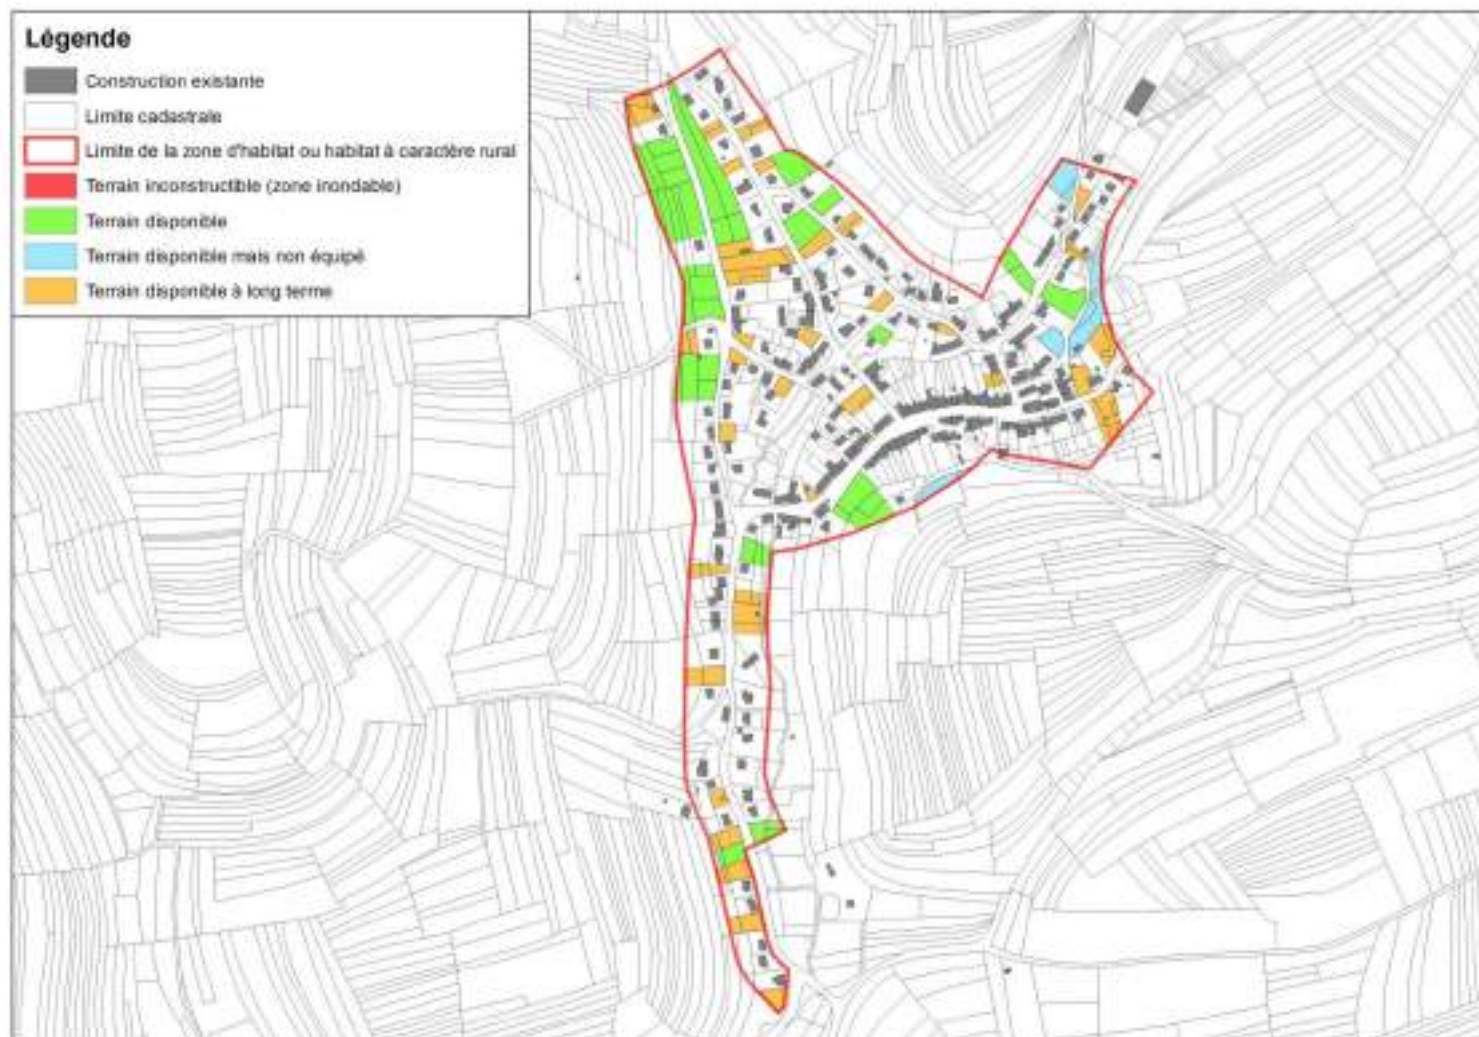 Légende
Construction existante
Limite cadastrale
Limite de la zone d'habitat ou habitat à caractère rural
Terrain inconstructible (zone inondable)
Terrain disponible
Terrain disponible mais non équipé
Terrain disponible à long terme